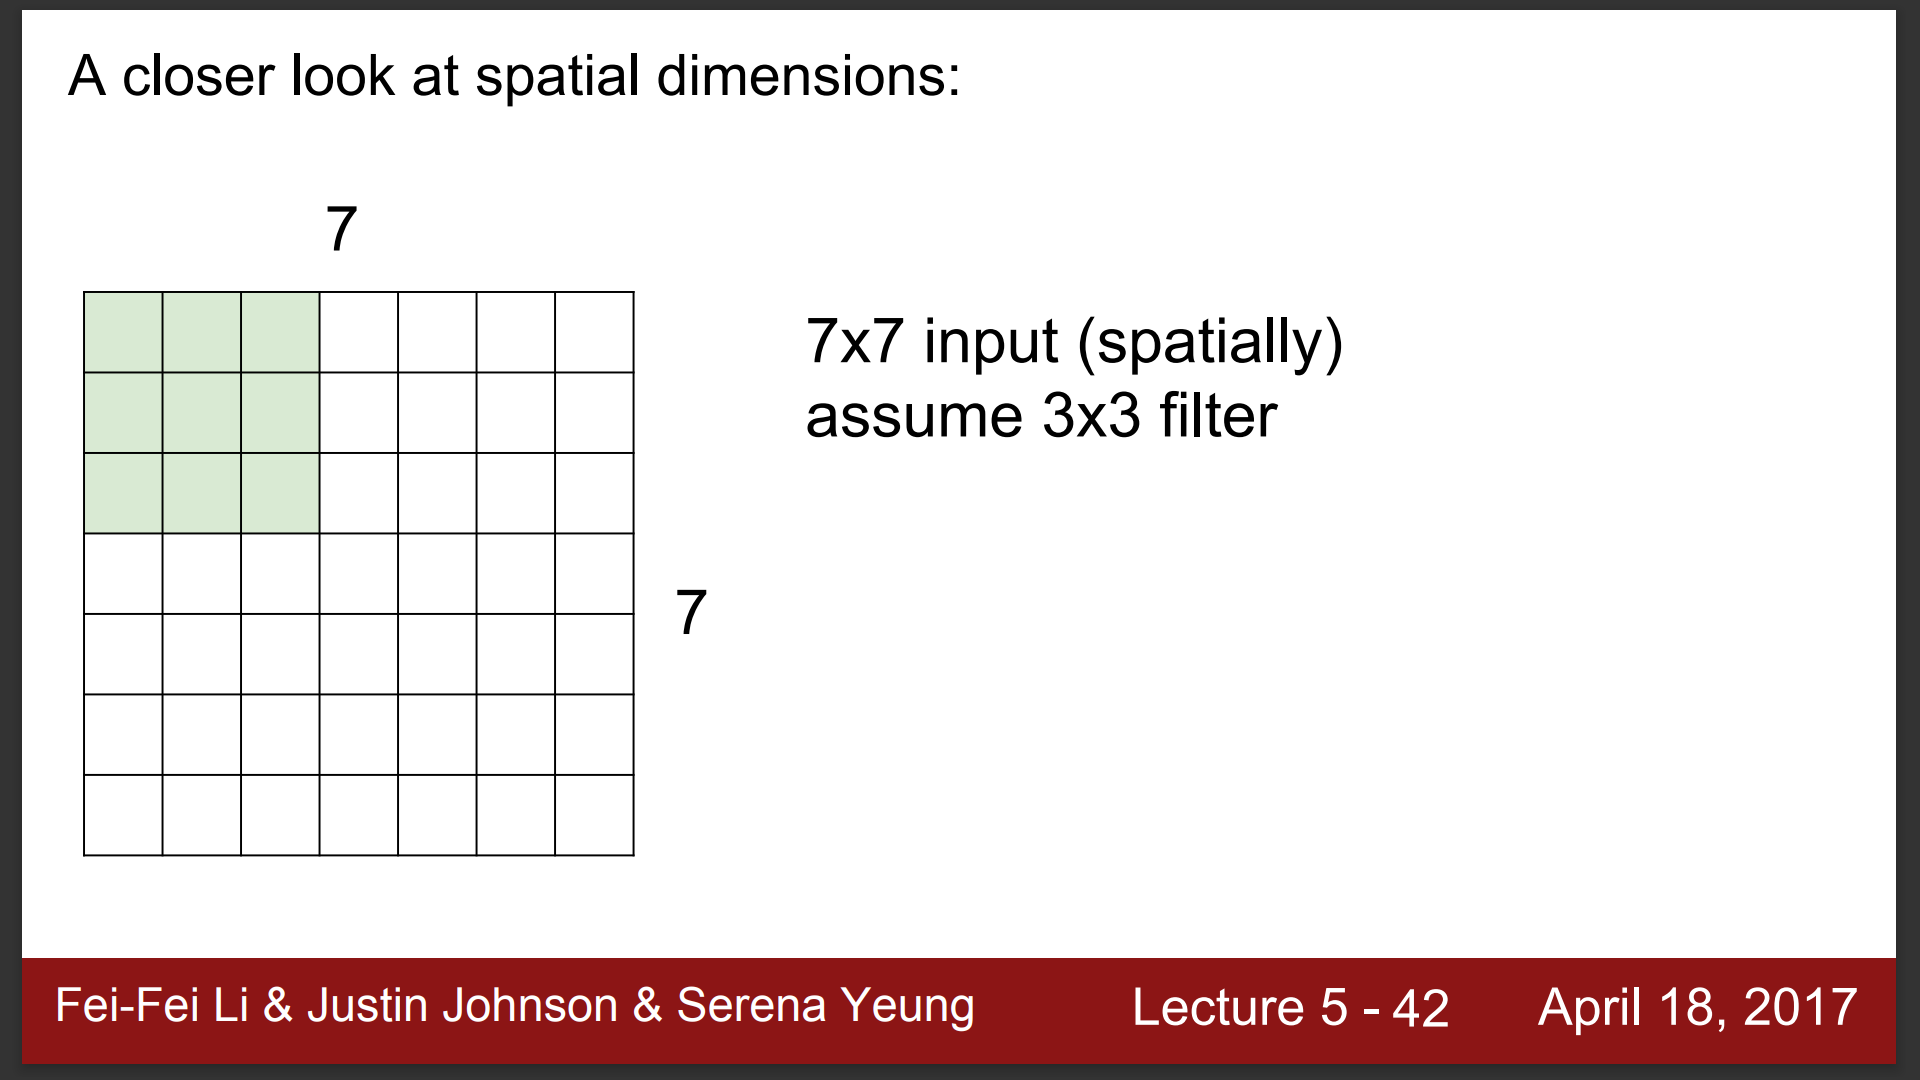 A closer look at spatial dimensions:
7
7x7 input (spatially)
assume 3x3 filter
7
Fei-Fei Li & Justin Johnson & Serena Yeung
Lecture 5 - 42
April 18, 2017